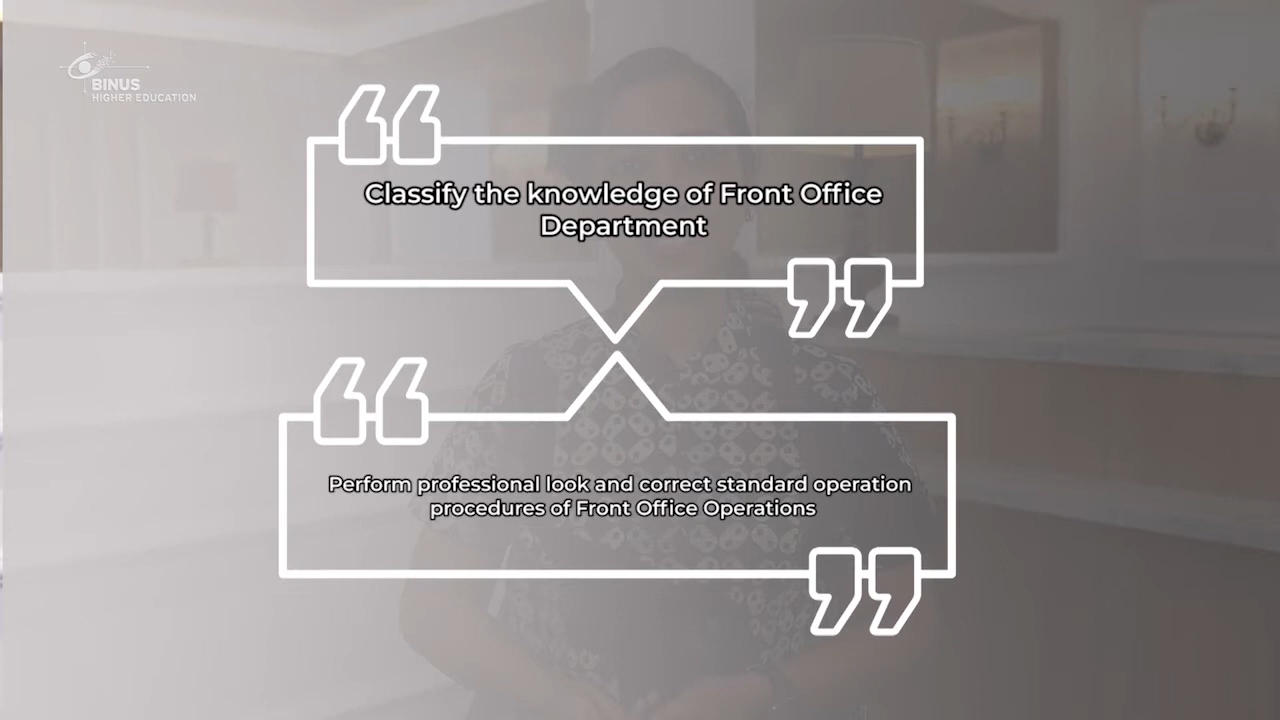 BINUS
HIGHER EDUCATION
Classify the knowledge of Front Office
Department
Perform professional look and correct standard operation
procedures of Front Office Operations